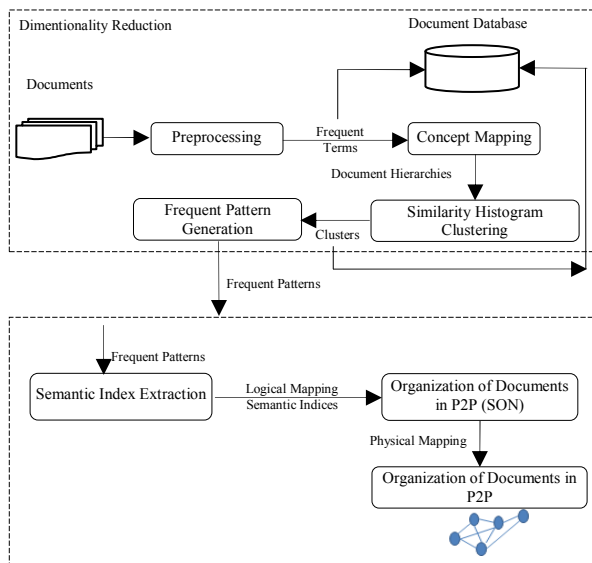 Dimentionality Reduction
Document Database
Documents
Preprocessing
Frequent
Terms
Concept Mapping
Document Hierarchies
Frequent Pattern
Generation
Clusters
Similarity Histogram
Clustering
Frequent Patterns
Frequent Patterns
Semantic Index Extraction
Logical Mapping
Semantic Indices
Organization of Documents
in P2P (SON)
Physical Mapping
Organization of Documents in
P2P